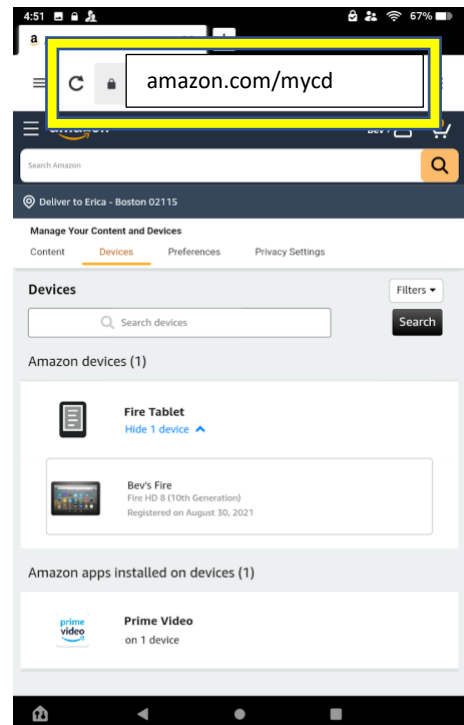 4:51 67%
a
amazon.com/mycd
Search Amazon
Deliver to Erica - Boston 02115
Manage Your Content and Devices
Content Devices Preferences Privacy Settings
Devices Filters
Search devices Search
Amazon devices (1)
Fire Tablet
Hide 1 device
Bev's Fire
Fire HD 8 (10th Generation)
Registered on August 30, 2021
Amazon apps installed on devices (1)
prime
video
Prime Video
on 1 device